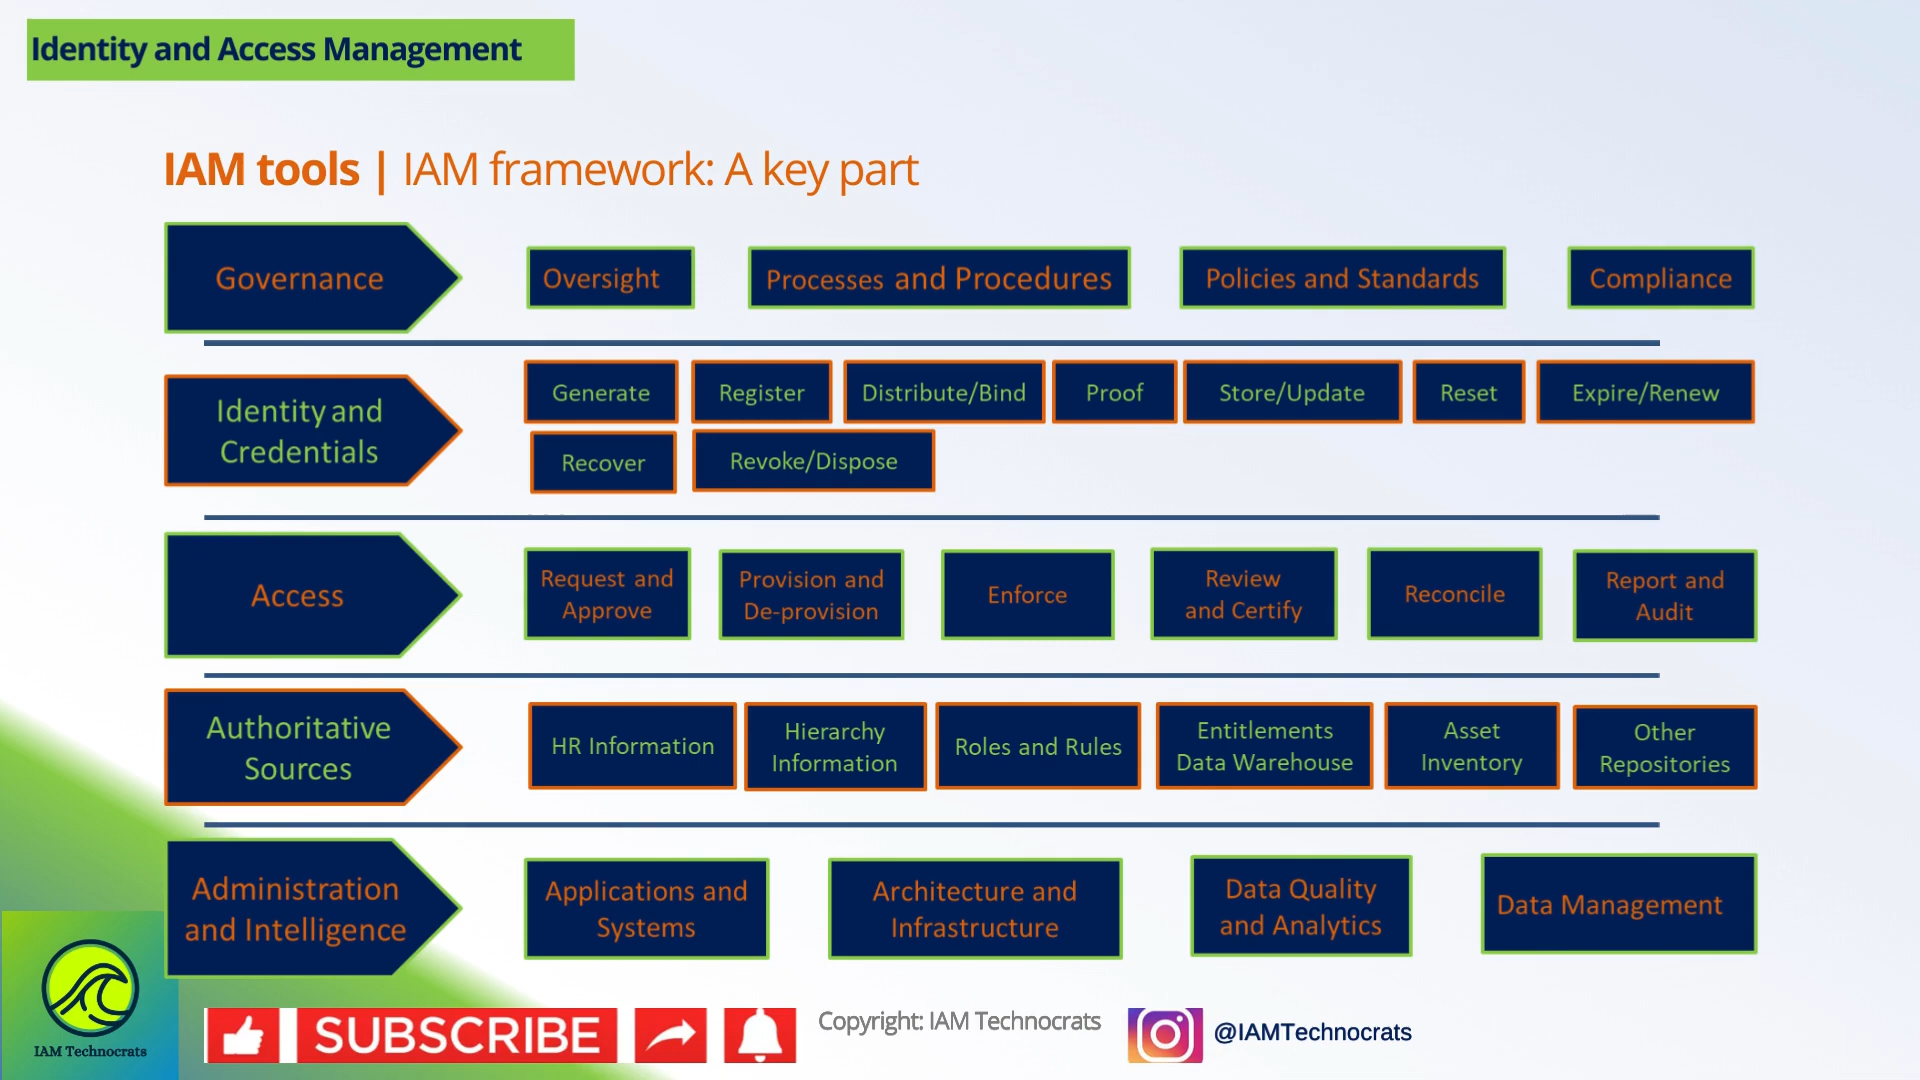 Identity and Access Management
IAM tools | IAM framework: A key part
Governance
Oversight
Processes and Procedures
Policies and Standards
Compliance
Identity and
Credentials
Generate
Register
Distribute/Bind
Proof
Store/Update
Reset
Expire/Renew
Recover
Revoke/Dispose
Access
Request and
Approve
Provision and
De-provision
Enforce
Review
and Certify
Reconcile
Report and
Audit
Authoritative
Sources
HR Information
Hierarchy
Information
Roles and Rules
Entitlements
Data Warehouse
Asset
Inventory
Other
Repositories
Administration
and Intelligence
Applications and
Systems
Architecture and
Infrastructure
Data Quality
and Analytics
Data Management
IAM Technocrats
SUBSCRIBE
Copyright: IAM Technocrats
@IAMTechnocrats